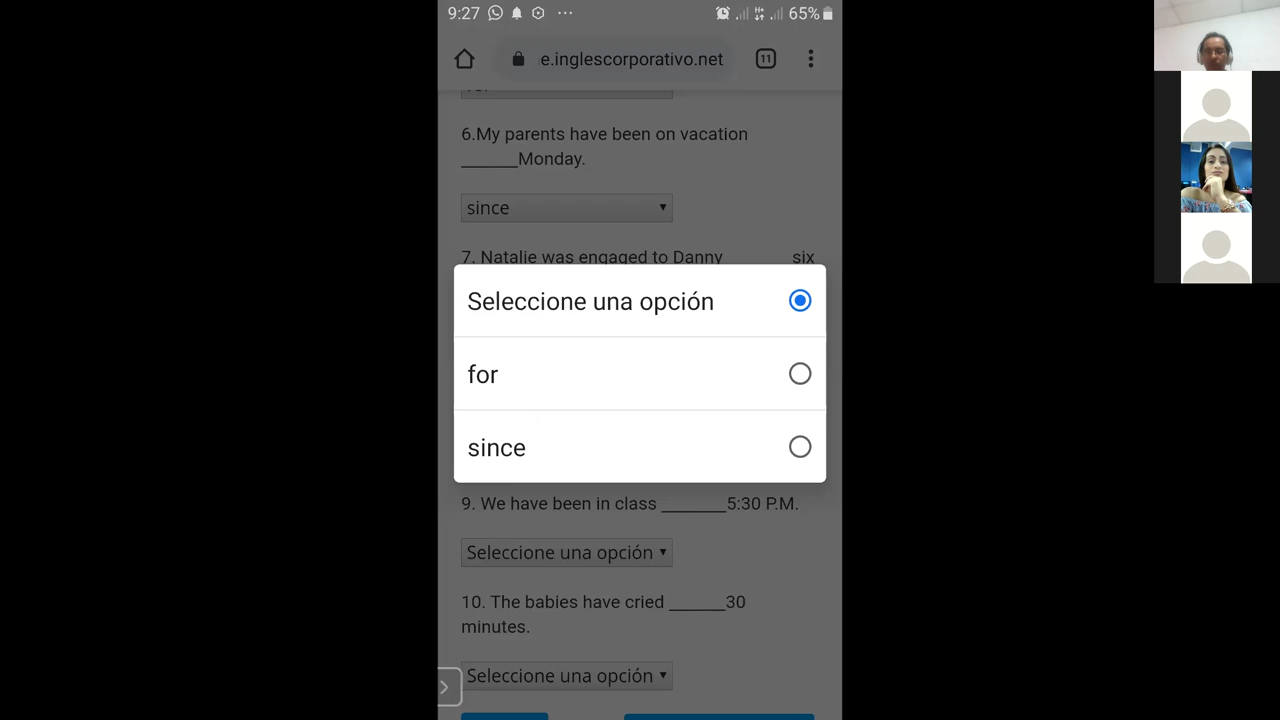 9:27
65%
e.inglescorporativo.net
11
6.My parents have been on vacation
_______Monday.
since
7. Natalie was engaged to Danny
six
Seleccione una opción
for
since
9. We have been in class _______5:30 P.M.
Seleccione una opción
10. The babies have cried ______30
minutes.
Seleccione una opción